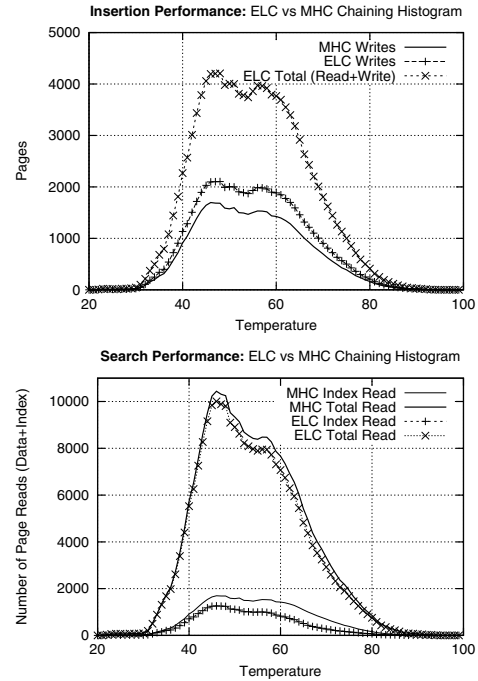 Insertion Performance: ELC vs MHC Chaining Histogram
MHC Writes
ELC Writes
ELC Total (Read+Write)
5000
4000
3000
2000
1000
0
Pages
20 40 60 80 100
Temperature
Search Performance: ELC vs MHC Chaining Histogram
MHC Index Read
MHC Total Read
ELC Index Read
ELC Total Read
10000
8000
6000
4000
2000
0
Number of Page Reads (Data+Index)
20 40 60 80 100
Temperature